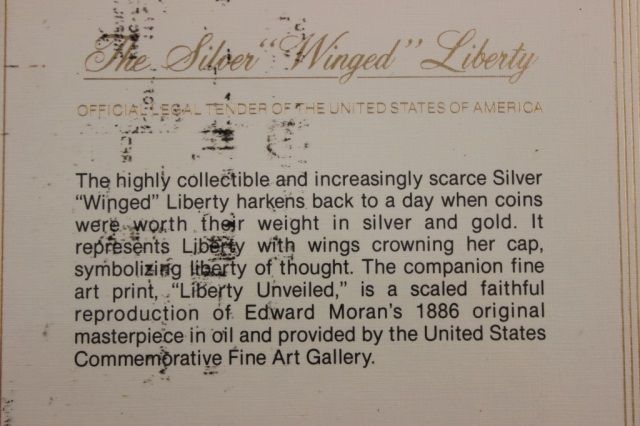 The Silver "Winged" Liberty
OFFICIAL LEGAL TENDER OF THE UNITED STATES OF AMERICA
The highly collectible and increasingly scarce Silver
"Winged" Liberty harkens back to a day when coins
were worth their weight in silver and gold. It
represents Liberty with wings crowning her cap,
symbolizing liberty of thought. The companion fine
art print, "Liberty Unveiled," is a scaled faithful
reproduction of Edward Moran's 1886 original
masterpiece in oil and provided by the United States
Commemorative Fine Art Gallery.